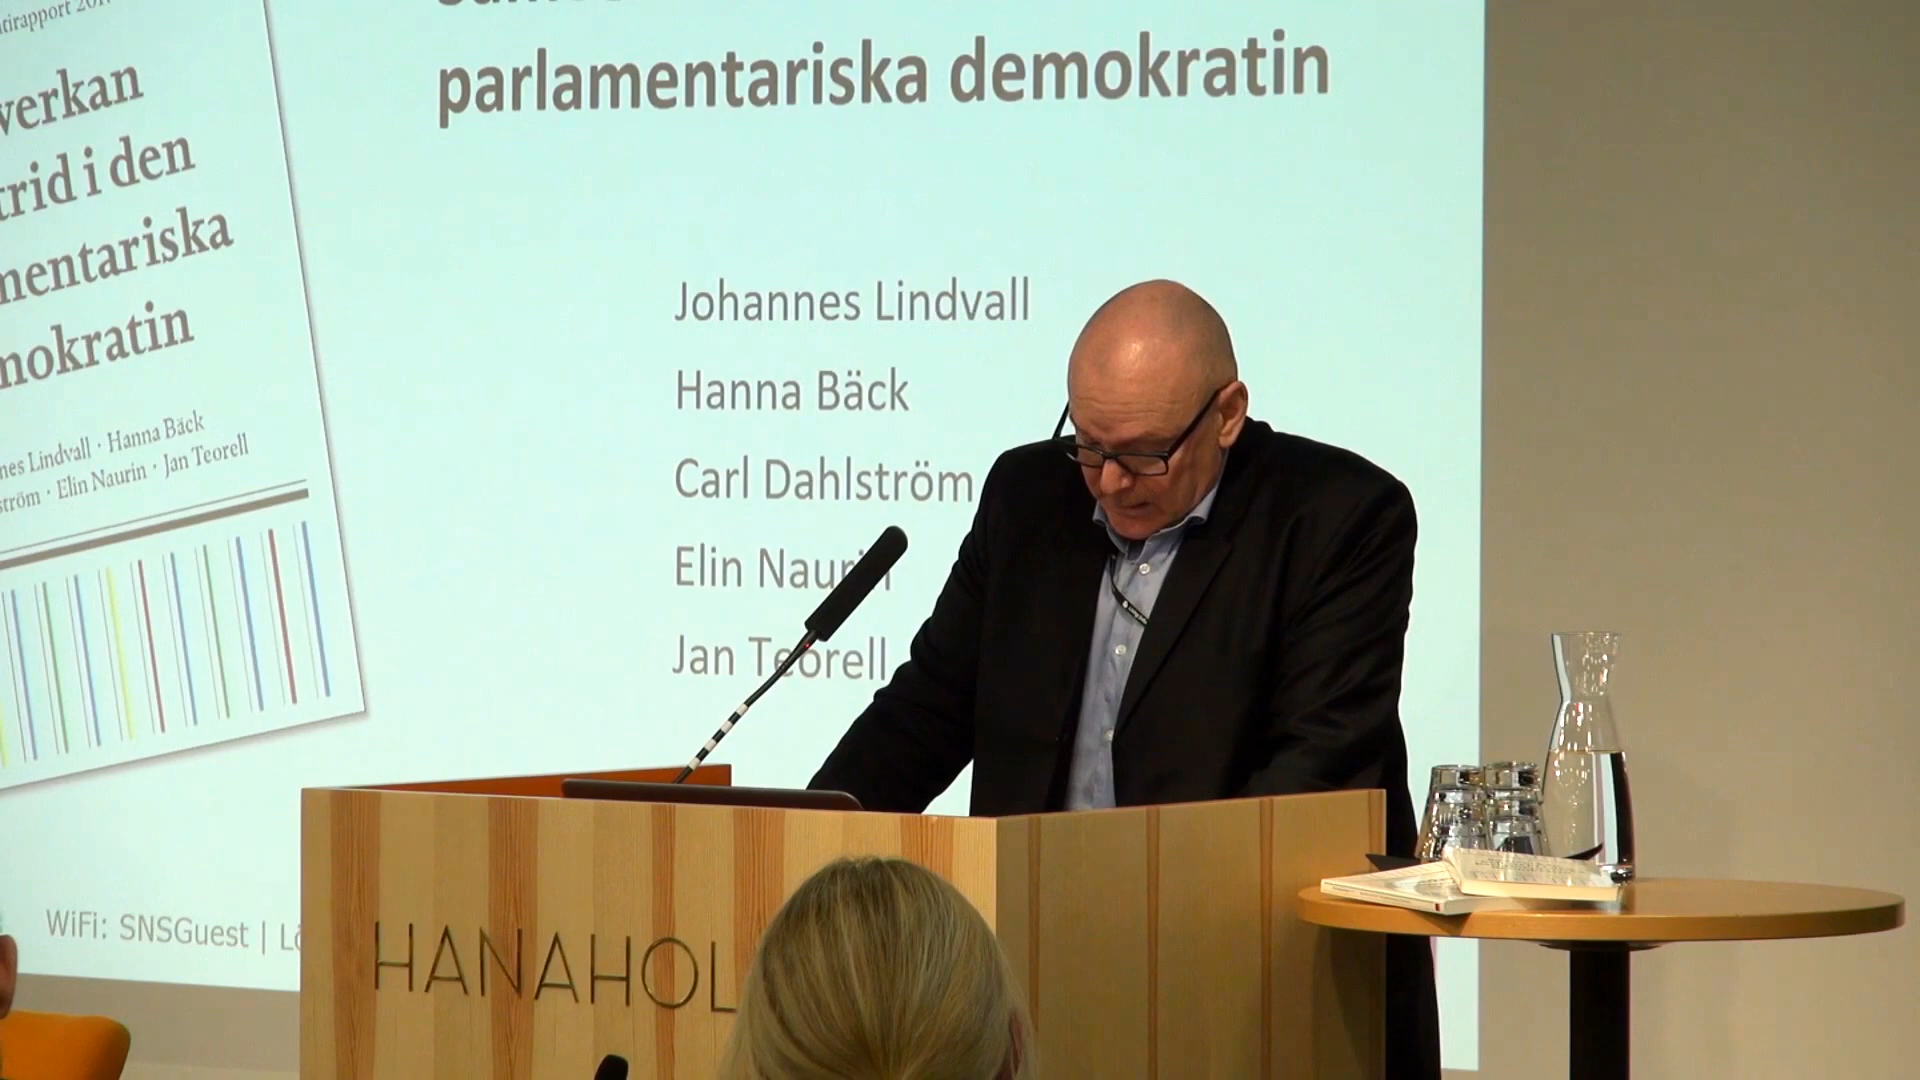 parlamentariska demokratin
Johannes Lindvall
Hanna Bäck
Carl Dahlström
Elin Naurin
Jan Teorell
verkan
trid i den
mentariska
mokratin
nes Lindvall · Hanna Bäck
ström · Elin Naurin · Jan Teorell
WiFi: SNSGuest | Lö
HANAHOL